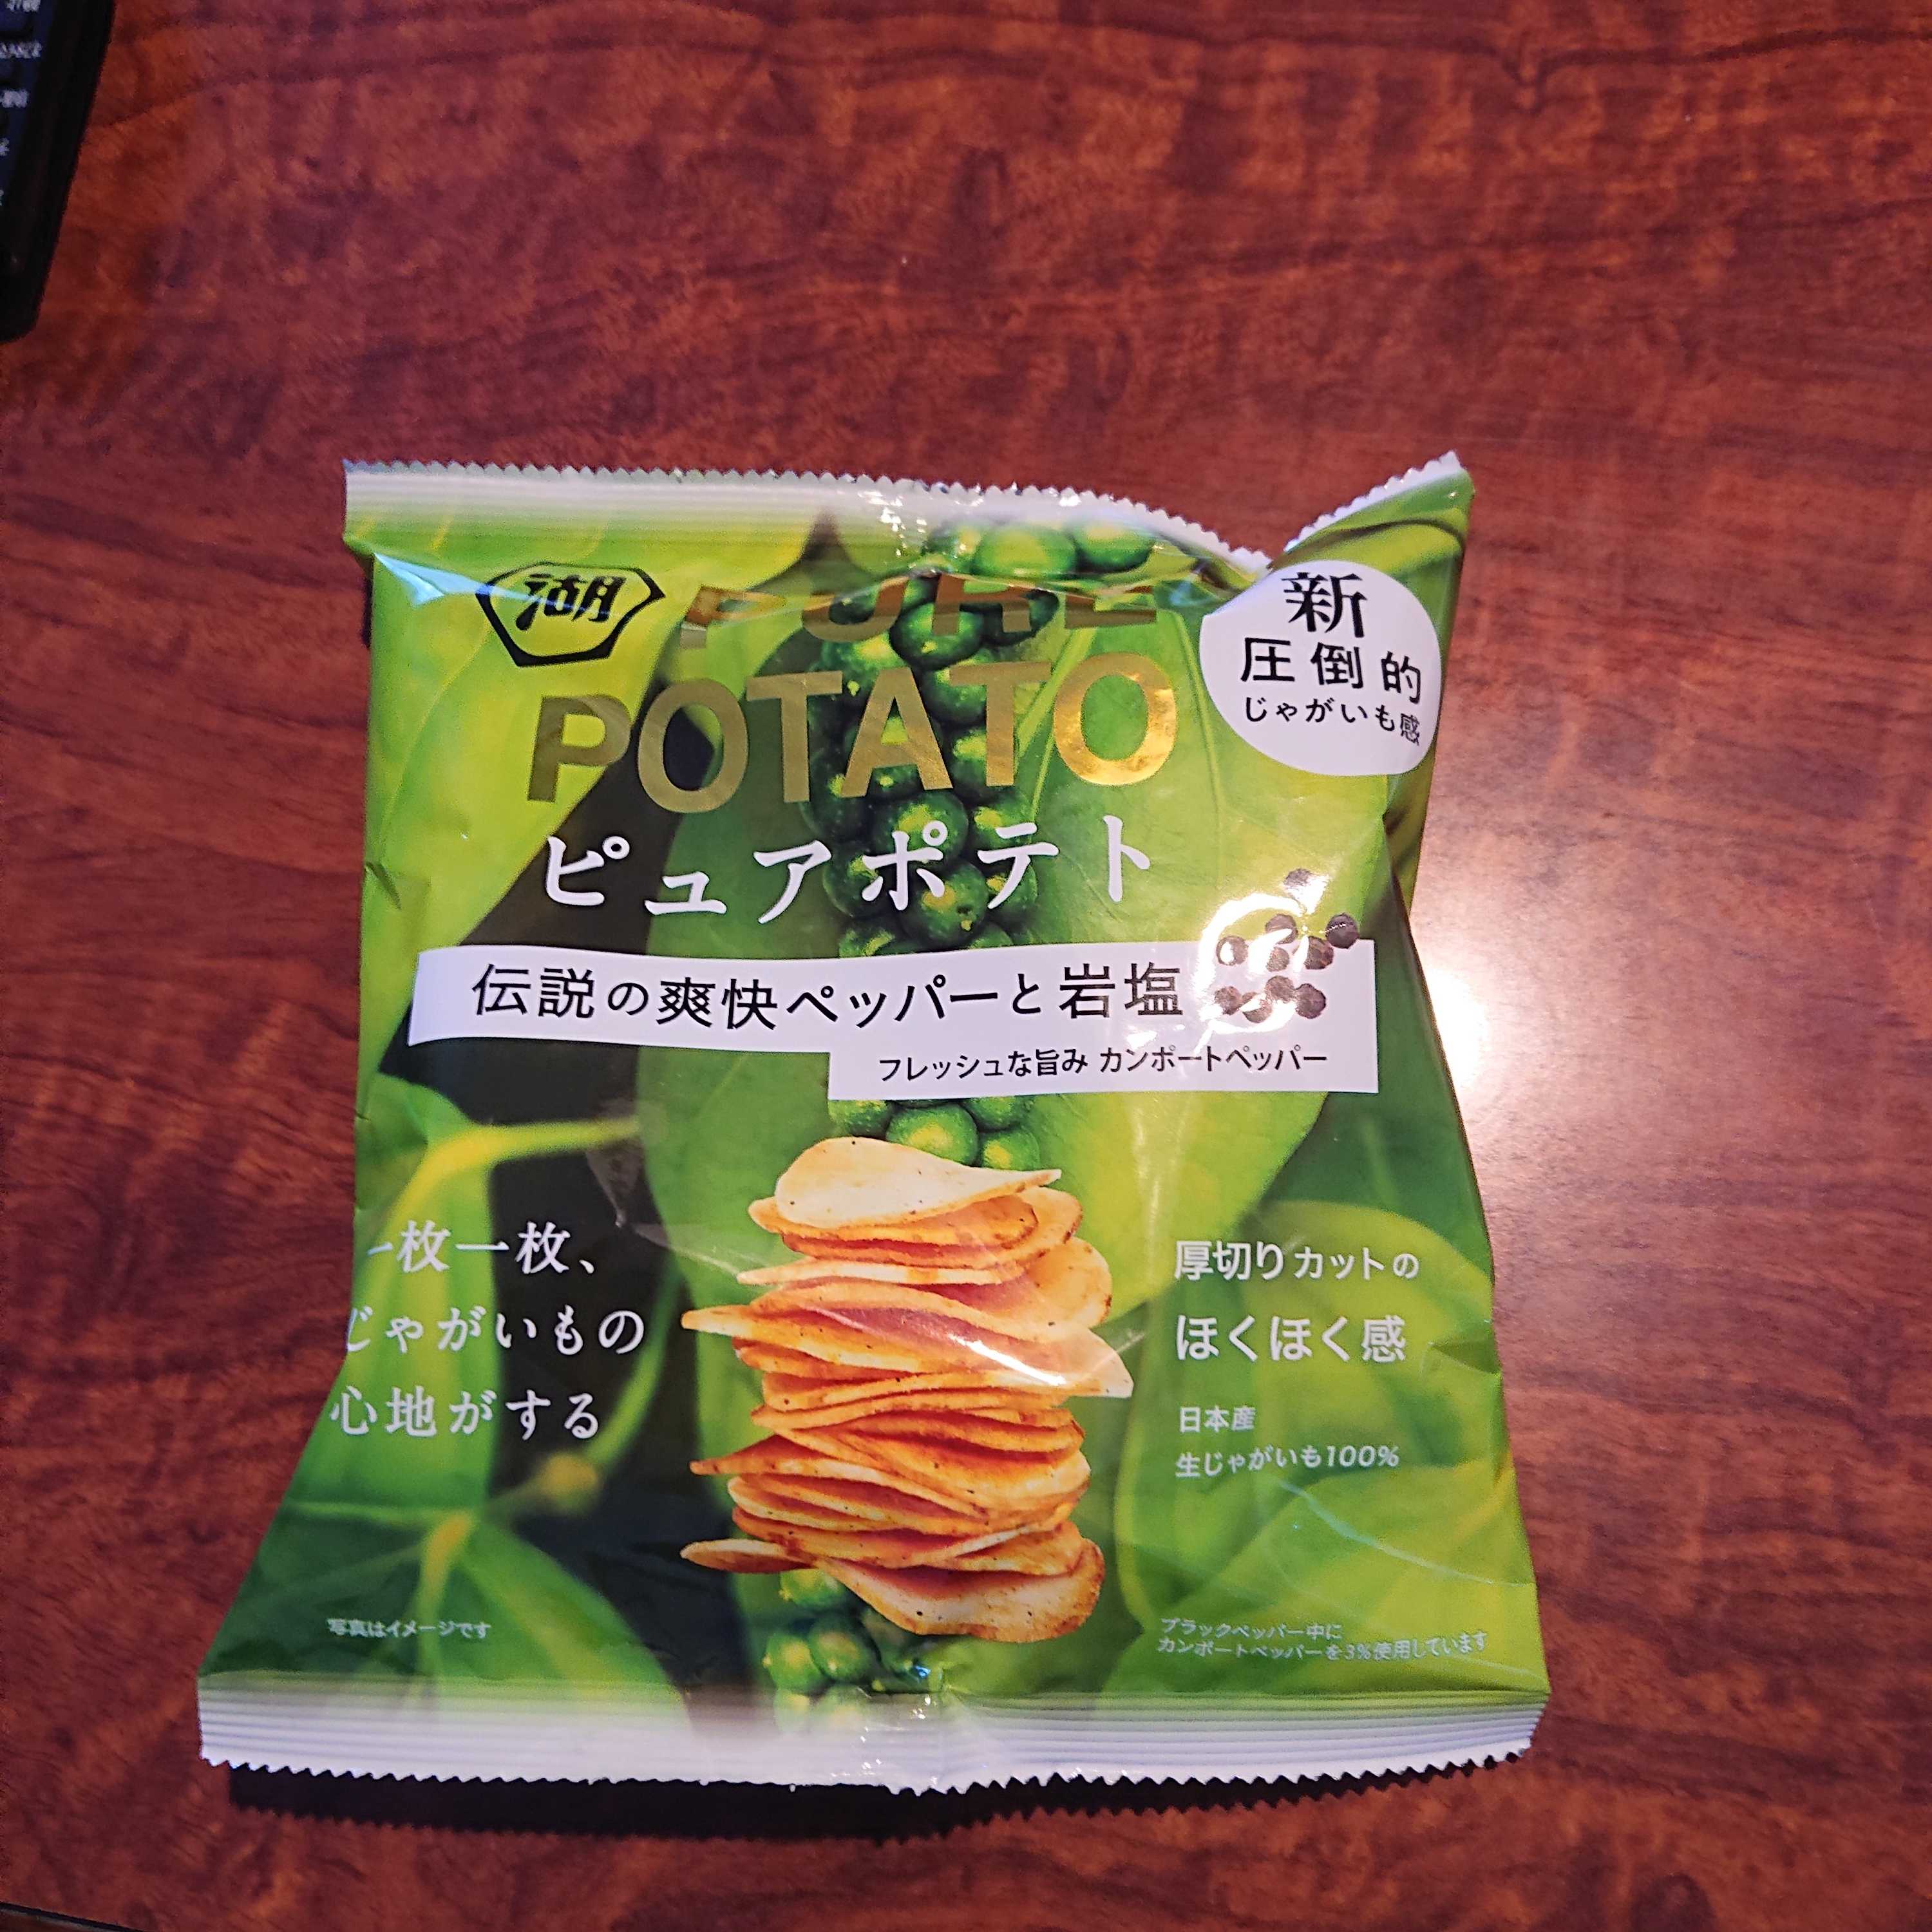 湖
PURE
POTATO
ピュアポテト
新
圧倒的
じゃがいも感
伝説の爽快ペッパーと岩塩
フレッシュな旨み カンポートペッパー
一枚一枚、
じゃがいもの
心地がする
厚切りカットの
ほくほく感
日本産
生じゃがいも100%
写真はイメージです
ブラックペッパー中に
カンポートペッパーを3%使用しています